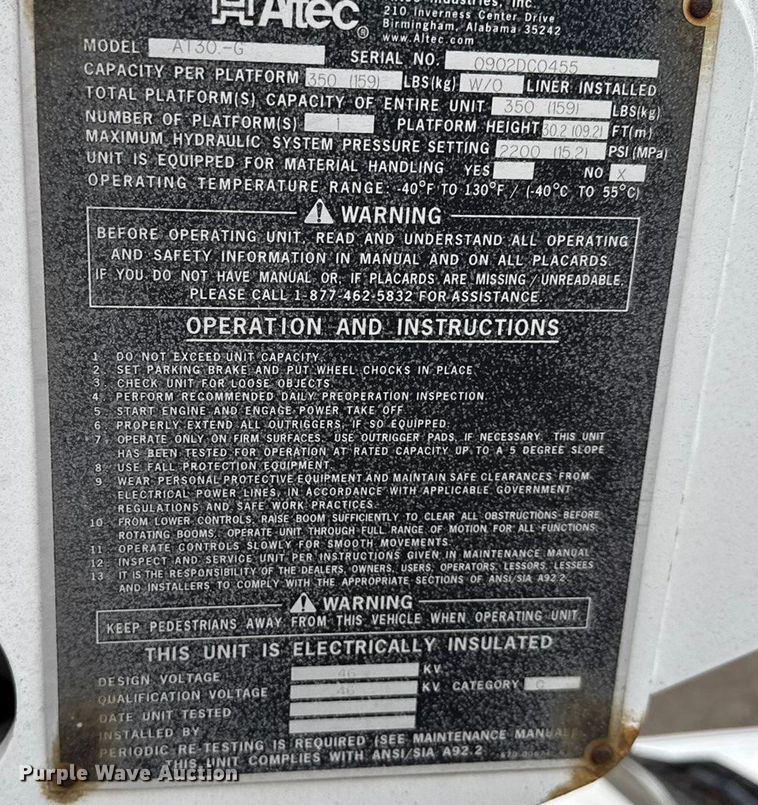 Industries, Inc.
Altec®
210 Inverness Center Drive
Birmingham, Alabama 35242
www.Altec.com
MODEL AT30.-G
SERIAL NO. 0902DC0455
CAPACITY PER PLATFORM 350 (159) LBS(kg) W/O LINER INSTALLED
TOTAL PLATFORM(S) CAPACITY OF ENTIRE UNIT 350 (159) LBS(kg)
NUMBER OF PLATFORM(S) 1 PLATFORM HEIGHT 30.2 (09.2) FT(m)
MAXIMUM HYDRAULIC SYSTEM PRESSURE SETTING 2200 (15.2) PSI (MPa)
UNIT IS EQUIPPED FOR MATERIAL HANDLING YES NO X
OPERATING TEMPERATURE RANGE: -40°F TO 130°F / (-40°C TO 55°C)
WARNING
BEFORE OPERATING UNIT, READ AND UNDERSTAND ALL OPERATING
AND SAFETY INFORMATION IN MANUAL AND ON ALL PLACARDS.
IF YOU DO NOT HAVE MANUAL OR, IF PLACARDS ARE MISSING / UNREADABLE,
PLEASE CALL 1-877-462-5832 FOR ASSISTANCE.
OPERATION AND INSTRUCTIONS
1 DO NOT EXCEED UNIT CAPACITY.
2. SET PARKING BRAKE AND PUT WHEEL CHOCKS IN PLACE.
3. CHECK UNIT FOR LOOSE OBJECTS.
4. PERFORM RECOMMENDED DAILY PREOPERATION INSPECTION.
5 START ENGINE AND ENGAGE POWER TAKE OFF.
6 PROPERLY EXTEND ALL OUTRIGGERS, IF SO EQUIPPED.
7. OPERATE ONLY ON FIRM SURFACES. USE OUTRIGGER PADS, IF NECESSARY. THIS UNIT
HAS BEEN TESTED FOR OPERATION AT RATED CAPACITY UP TO A 5 DEGREE SLOPE.
8 USE FALL PROTECTION EQUIPMENT.
9 WEAR PERSONAL PROTECTIVE EQUIPMENT AND MAINTAIN SAFE CLEARANCES FROM
ELECTRICAL POWER LINES, IN ACCORDANCE WITH APPLICABLE GOVERNMENT
REGULATIONS AND SAFE WORK PRACTICES.
10 FROM LOWER CONTROLS, RAISE BOOM SUFFICIENTLY TO CLEAR ALL OBSTRUCTIONS BEFORE
ROTATING BOOMS. OPERATE UNIT THROUGH FULL RANGE OF MOTION FOR ALL FUNCTIONS.
11 OPERATE CONTROLS SLOWLY FOR SMOOTH MOVEMENTS.
12 INSPECT AND SERVICE UNIT PER INSTRUCTIONS GIVEN IN MAINTENANCE MANUAL.
13 IT IS THE RESPONSIBILITY OF THE DEALERS, OWNERS, USERS, OPERATORS, LESSORS, LESSEES
AND INSTALLERS TO COMPLY WITH THE APPROPRIATE SECTIONS OF ANSI/SIA A92.2.
WARNING
KEEP PEDESTRIANS AWAY FROM THIS VEHICLE WHEN OPERATING UNIT.
THIS UNIT IS ELECTRICALLY INSULATED
DESIGN VOLTAGE 46 KV
QUALIFICATION VOLTAGE 46 KV CATEGORY G
DATE UNIT TESTED
INSTALLED BY
PERIODIC RE-TESTING IS REQUIRED (SEE MAINTENANCE MANUAL)
THIS UNIT COMPLIES WITH ANSI/SIA A92.2
Purple Wave Auction